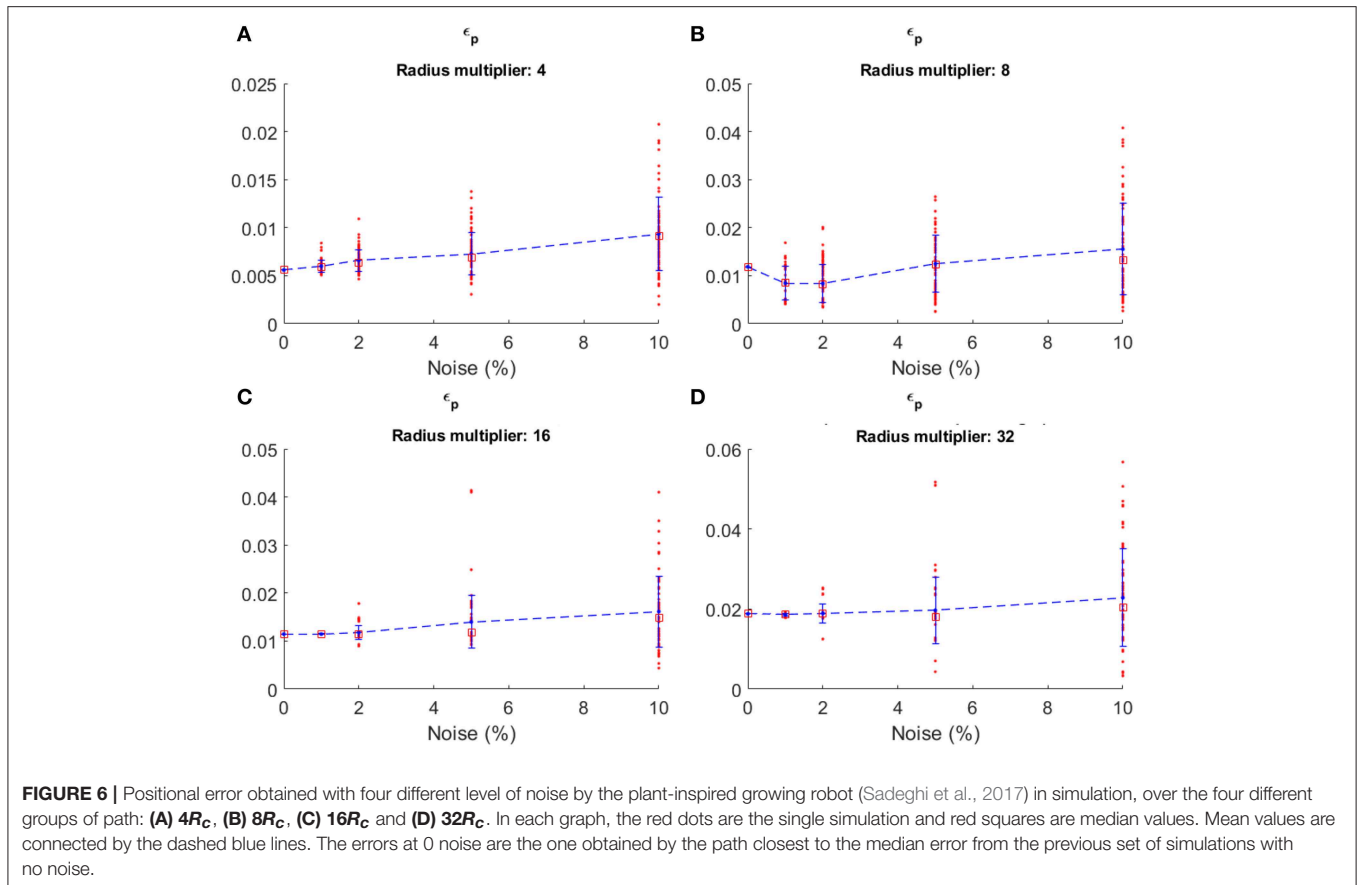 A
ϵp
Radius multiplier: 4
0.025
0.02
0.015
0.01
0.005
0
0 2 4 6 8 10
Noise (%)
B
ϵp
Radius multiplier: 8
0.05
0.04
0.03
0.02
0.01
0
0 2 4 6 8 10
Noise (%)
C
ϵp
Radius multiplier: 16
0.05
0.04
0.03
0.02
0.01
0
0 2 4 6 8 10
Noise (%)
D
ϵp
Radius multiplier: 32
0.06
0.04
0.02
0
0 2 4 6 8 10
Noise (%)
FIGURE 6 | Positional error obtained with four different level of noise by the plant-inspired growing robot (Sadeghi et al., 2017) in simulation, over the four different
groups of path: (A) 4Rc, (B) 8Rc, (C) 16Rc and (D) 32Rc. In each graph, the red dots are the single simulation and red squares are median values. Mean values are
connected by the dashed blue lines. The errors at 0 noise are the one obtained by the path closest to the median error from the previous set of simulations with
no noise.